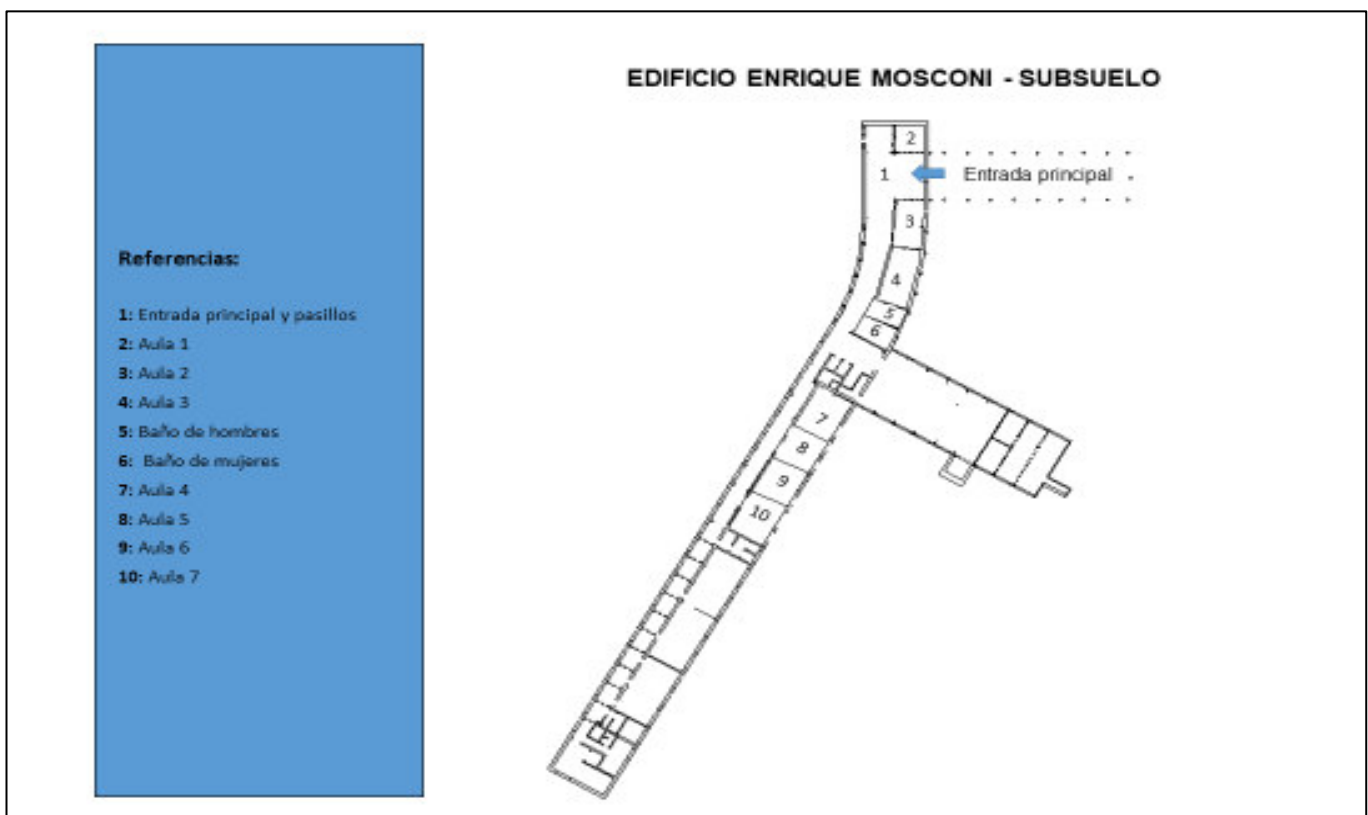 EDIFICIO ENRIQUE MOSCONI - SUBSUELO
Referencias:
1: Entrada principal y pasillos
2: Aula 1
3: Aula 2
4: Aula 3
5: Baño de hombres
6: Baño de mujeres
7: Aula 4
8: Aula 5
9: Aula 6
10: Aula 7
2
1
Entrada principal
3
4
5
6
7
8
9
10